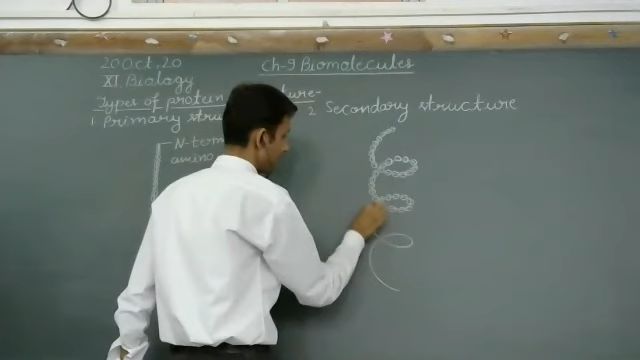 20 Oct. 20
Ch-9 Biomolecules
XI Biology
Types of protein
1 Primary 2 Secondary structure
N-term
amino